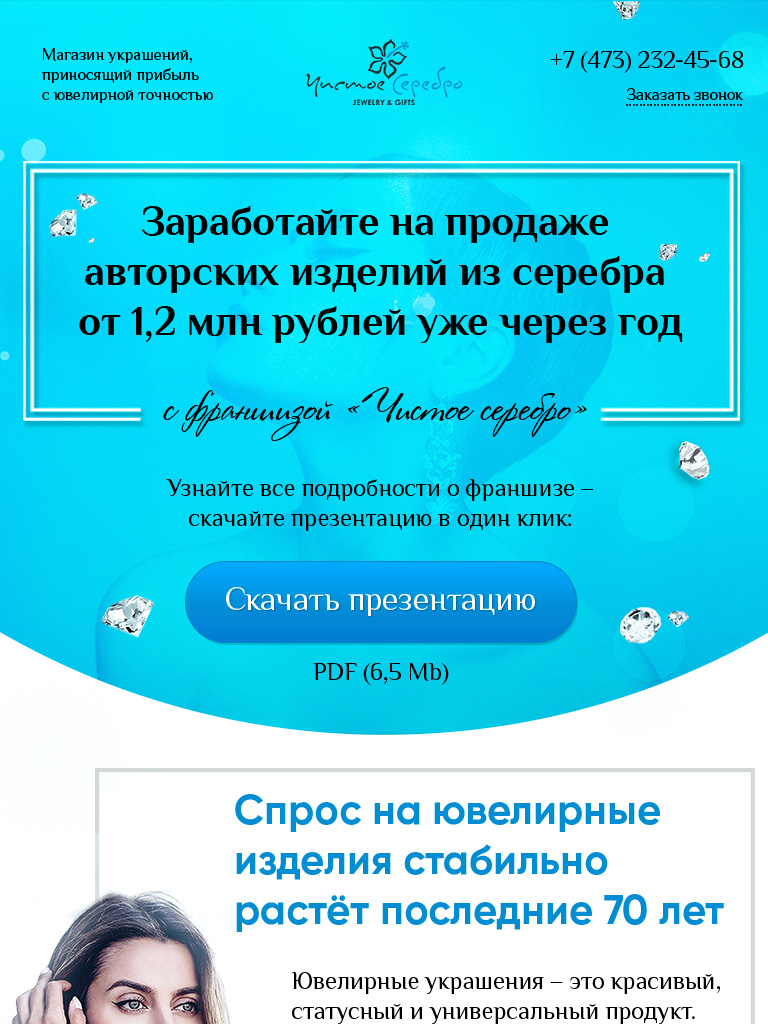 Магазин украшений,
приносящий прибыль
с ювелирной точностью
Чистое Серебро
JEWELRY & GIFTS
+7 (473) 232-45-68
Заказать звонок
Заработайте на продаже
авторских изделий из серебра
от 1,2 млн рублей уже через год
с франшизой «Чистое серебро»
Узнайте все подробности о франшизе –
скачайте презентацию в один клик:
Скачать презентацию
PDF (6,5 Mb)
Спрос на ювелирные
изделия стабильно
растёт последние 70 лет
Ювелирные украшения – это красивый,
статусный и универсальный продукт.